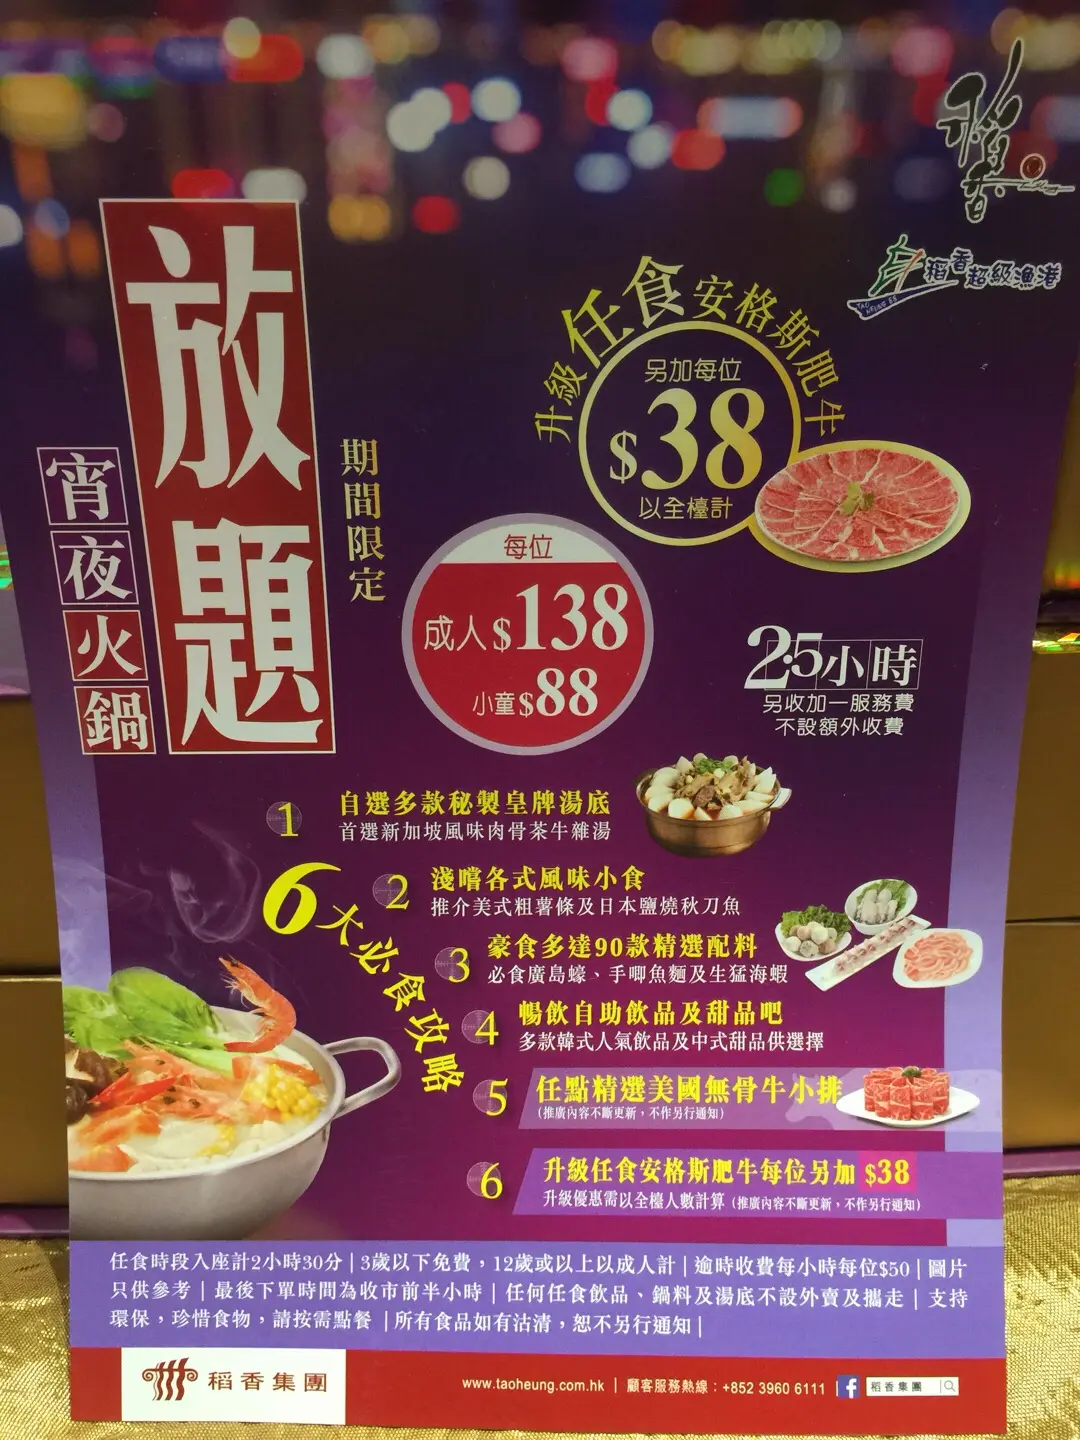 稻香
稻香超級漁港
TAO HEUNG
放題
宵夜火鍋
期間限定
升級任食安格斯肥牛
另加每位
$38
以全檯計
每位
成人$138
小童$88
2.5小時
另收加一服務費
不設額外收費
6大必食攻略
1
自選多款秘製皇牌湯底
首選新加坡風味肉骨茶牛雜湯
2
淺嚐各式風味小食
推介美式粗薯條及日本鹽燒秋刀魚
3
豪食多達90款精選配料
必食廣島蠔、手唧魚麵及生猛海蝦
4
暢飲自助飲品及甜品吧
多款韓式人氣飲品及中式甜品供選擇
5
任點精選美國無骨牛小排
(推廣內容不斷更新，不作另行通知)
6
升級任食安格斯肥牛每位另加 $38
升級優惠需以全檯人數計算 (推廣內容不斷更新，不作另行通知)
任食時段入座計2小時30分 | 3歲以下免費，12歲或以上以成人計 | 逾時收費每小時每位$50 | 圖片
只供參考 | 最後下單時間為收市前半小時 | 任何任食飲品、鍋料及湯底不設外賣及攜走 | 支持
環保，珍惜食物，請按需點餐 | 所有食品如有沽清，恕不另行通知 |
稻香集團
www.taoheung.com.hk | 顧客服務熱線：+852 3960 6111 | f 稻香集團